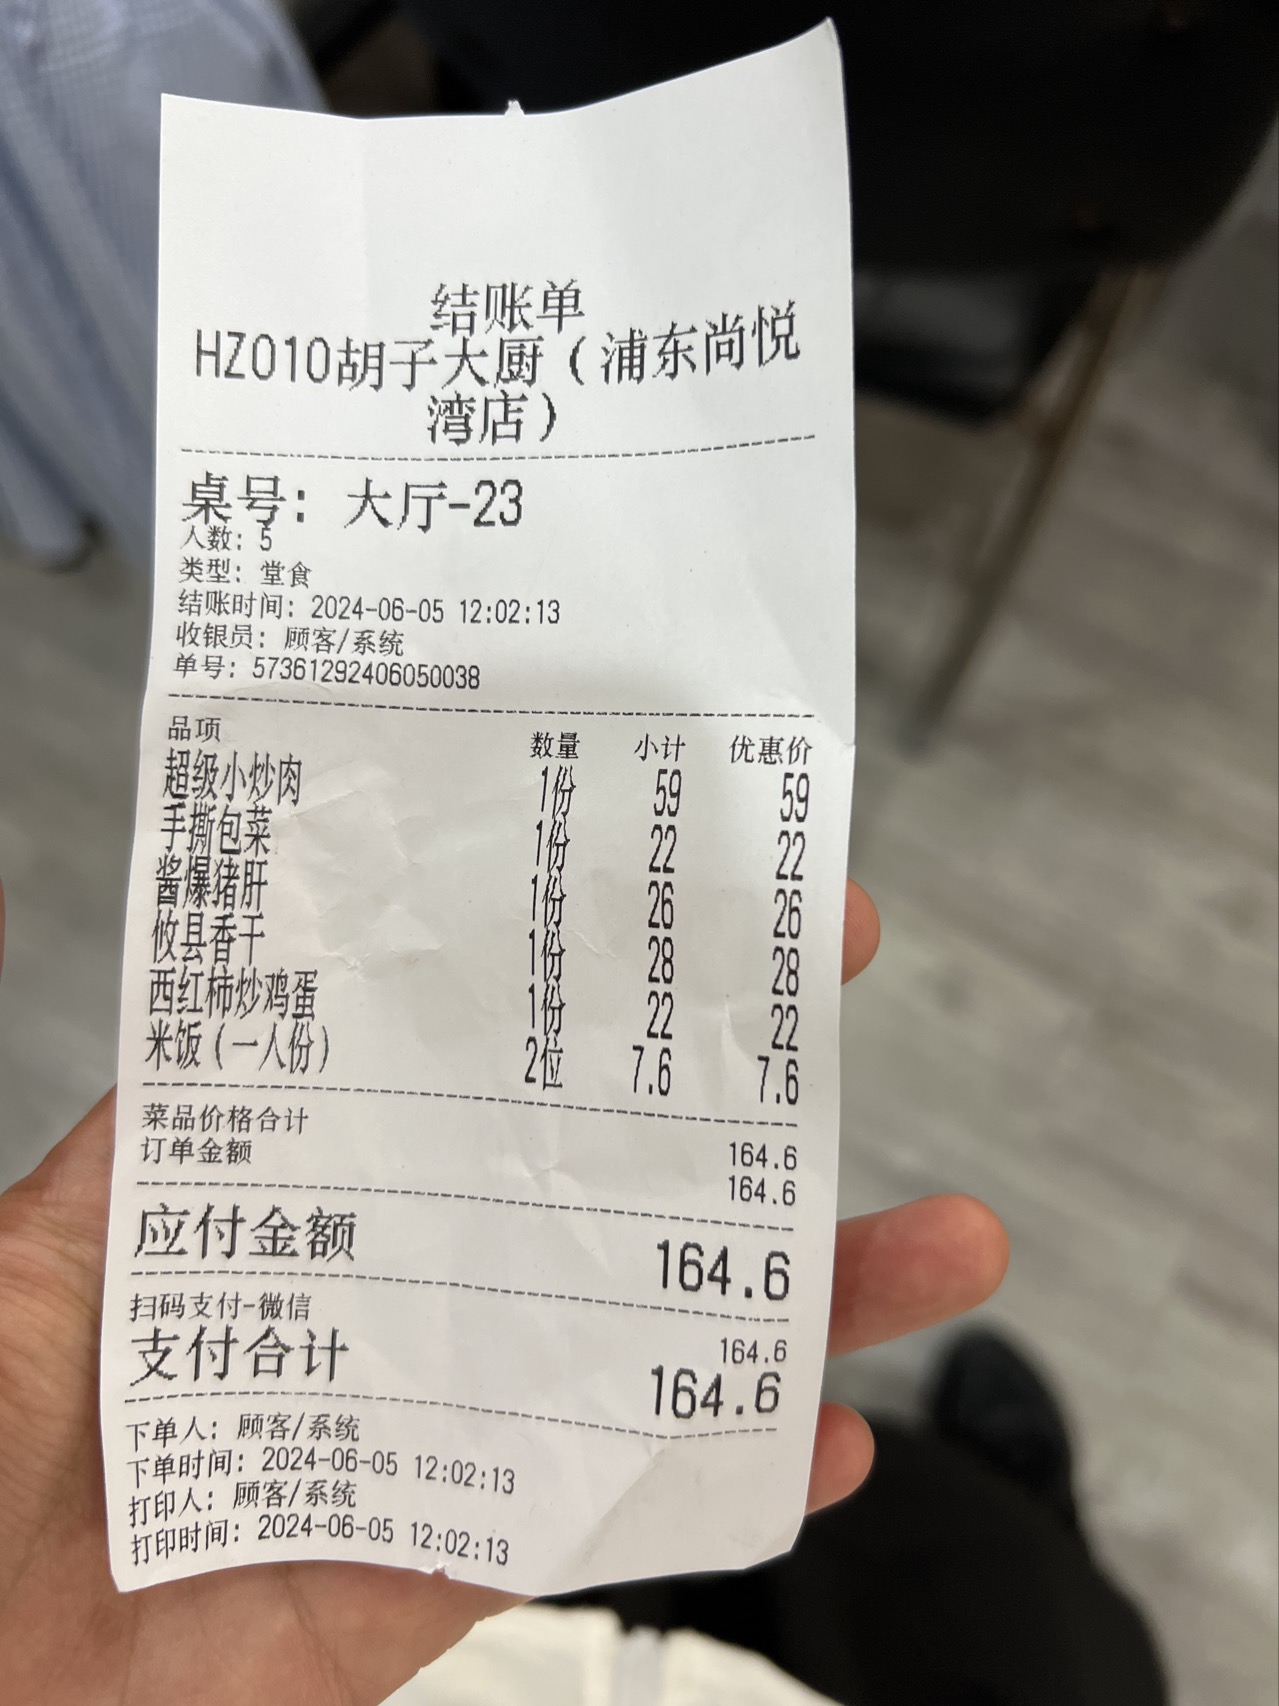 结账单
HZ010胡子大厨（浦东尚悦
湾店）
桌号: 大厅-23
人数: 5
类型: 堂食
结账时间: 2024-06-05 12:02:13
收银员: 顾客/系统
单号: 57361292406050038
品项 数量 小计 优惠价
超级小炒肉 1份 59 59
手撕包菜 1份 22 22
酱爆猪肝 1份 26 26
攸县香干 1份 28 28
西红柿炒鸡蛋 1份 22 22
米饭（一人份） 2位 7.6 7.6
菜品价格合计 164.6
订单金额 164.6
应付金额 164.6
扫码支付-微信 164.6
支付合计 164.6
下单人: 顾客/系统
下单时间: 2024-06-05 12:02:13
打印人: 顾客/系统
打印时间: 2024-06-05 12:02:13